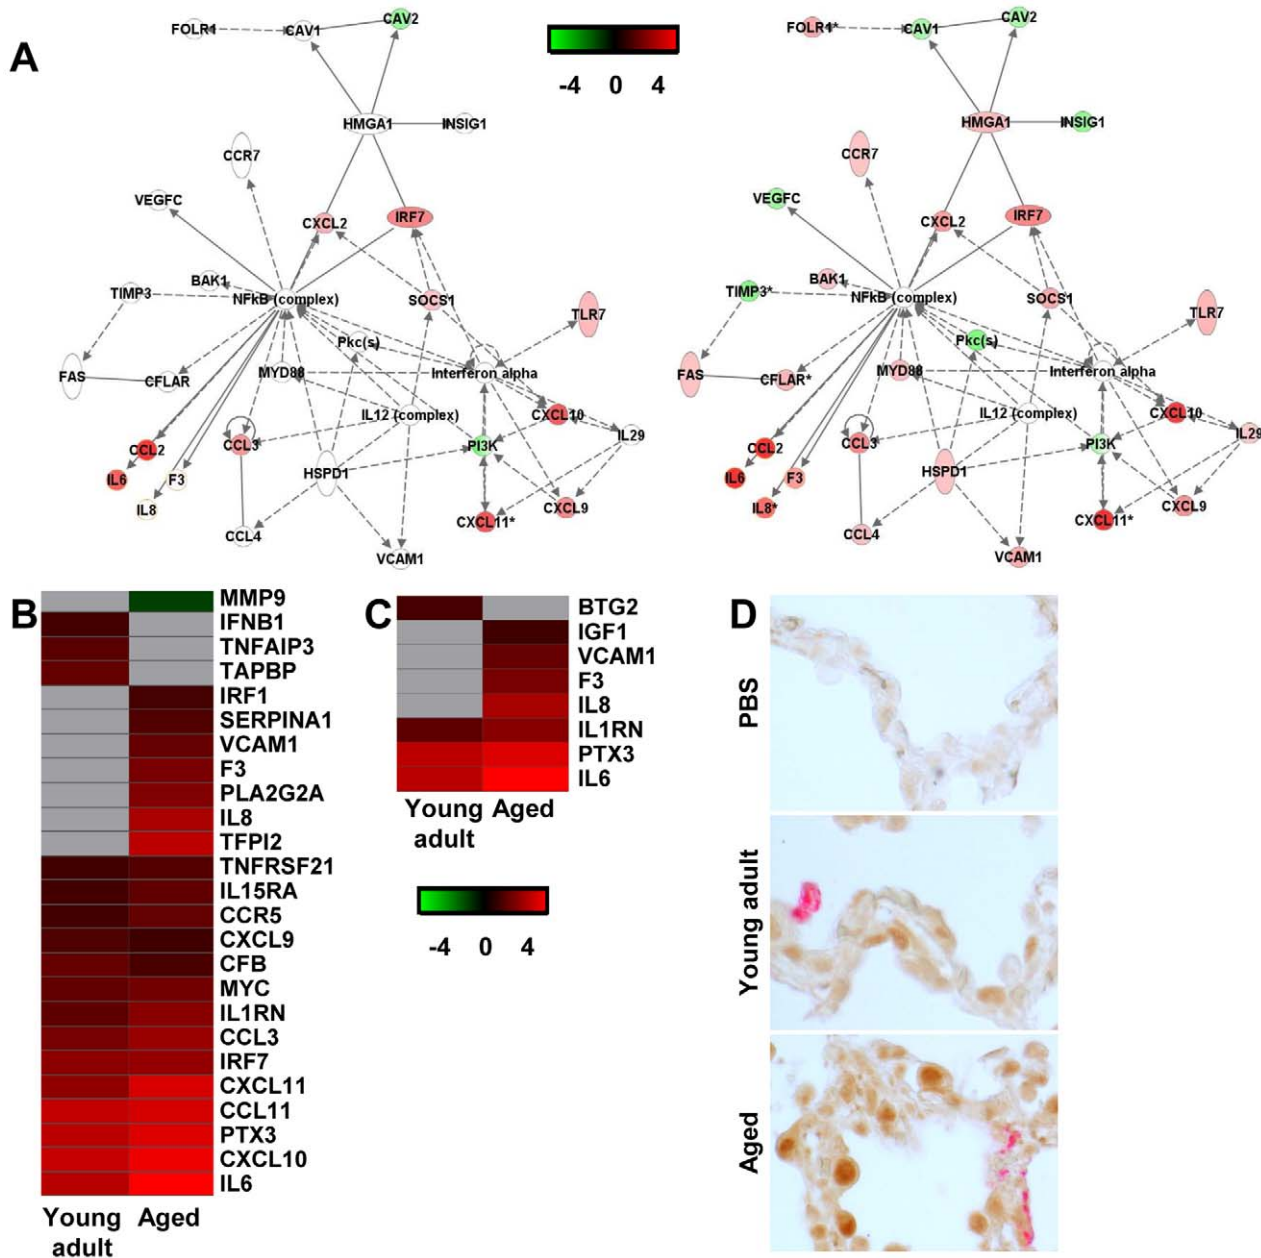 A
FOLR1
CAV1
CAV2
HMGA1
INSIG1
CCR7
VEGFC
CXCL2
IRF7
BAK1
TIMP3
NFkB (complex)
SOCS1
TLR7
Pkc(s)
FAS
CFLAR
MYD88
Interferon alpha
IL12 (complex)
CXCL10
CCL2
CCL3
PI3K
IL29
IL6
F3
HSPD1
IL8
CXCL9
CXCL11*
CCL4
VCAM1
-4 0 4
FOLR1*
CAV1
CAV2
HMGA1
INSIG1
CCR7
VEGFC
CXCL2
IRF7
BAK1
TIMP3*
NFkB (complex)
SOCS1
TLR7
Pkc(s)
FAS
CFLAR*
MYD88
Interferon alpha
IL12 (complex)
CXCL10
CCL2
CCL3
PI3K
IL29
IL6
F3
HSPD1
IL8*
CXCL9
CXCL11*
CCL4
VCAM1
B
MMP9
IFNB1
TNFAIP3
TAPBP
IRF1
SERPINA1
VCAM1
F3
PLA2G2A
IL8
TFPI2
TNFRSF21
IL15RA
CCR5
CXCL9
CFB
MYC
IL1RN
CCL3
IRF7
CXCL11
CCL11
PTX3
CXCL10
IL6
Young Aged
adult
C
BTG2
IGF1
VCAM1
F3
IL8
IL1RN
PTX3
IL6
Young Aged
adult
-4 0 4
D
PBS
Young adult
Aged